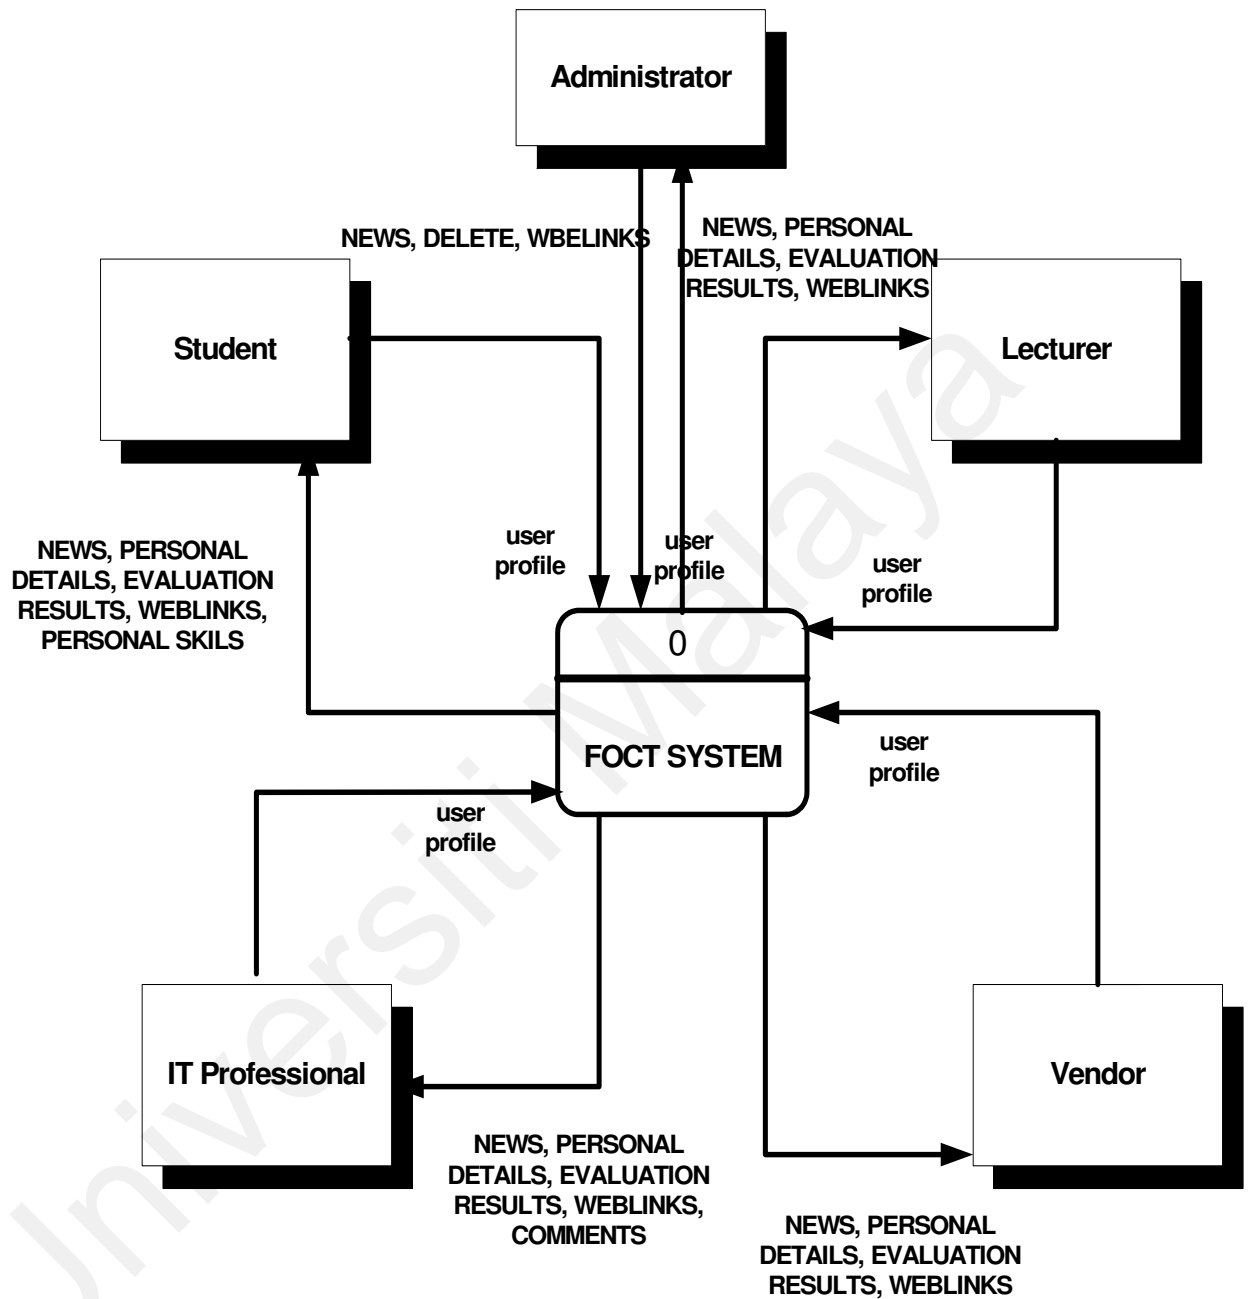 Administrator
NEWS, DELETE, WBELINKS
NEWS, PERSONAL
DETAILS, EVALUATION
RESULTS, WEBLINKS
Student
Lecturer
NEWS, PERSONAL
DETAILS, EVALUATION
RESULTS, WEBLINKS,
PERSONAL SKILS
user
profile
user
profile
user
profile
0
FOCT SYSTEM
user
profile
user
profile
IT Professional
Vendor
NEWS, PERSONAL
DETAILS, EVALUATION
RESULTS, WEBLINKS,
COMMENTS
NEWS, PERSONAL
DETAILS, EVALUATION
RESULTS, WEBLINKS
Universiti Malaya